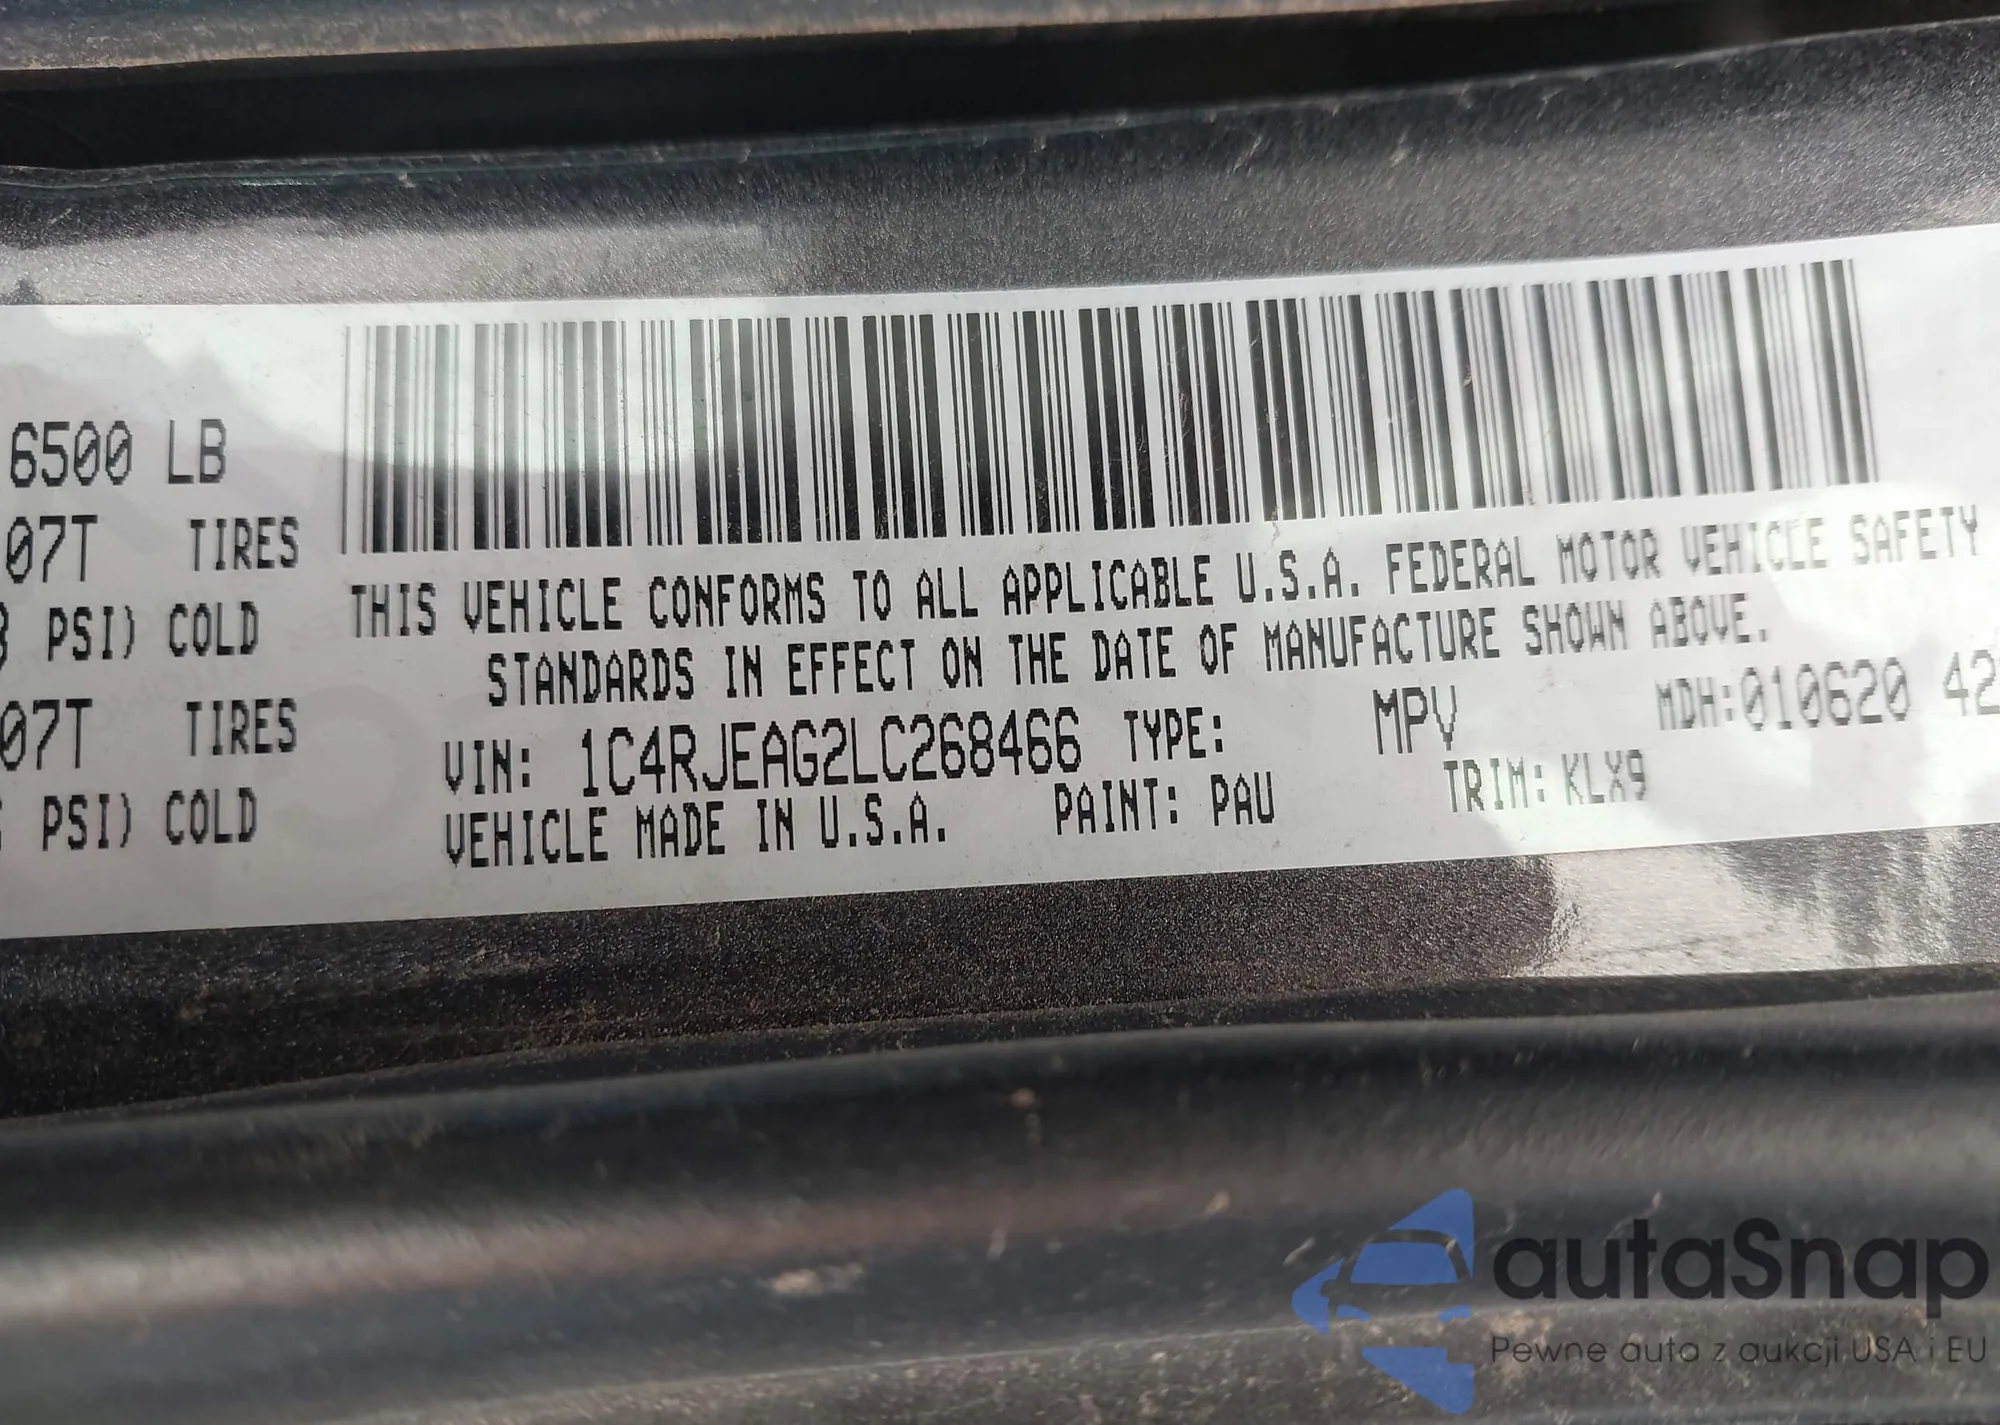 6500 LB
07T TIRES
PSI) COLD
07T TIRES
PSI) COLD
THIS VEHICLE CONFORMS TO ALL APPLICABLE U.S.A. FEDERAL MOTOR VEHICLE SAFETY
STANDARDS IN EFFECT ON THE DATE OF MANUFACTURE SHOWN ABOVE.
VIN: 1C4RJEAG2LC268466 TYPE: MPV MDH:010620 42
VEHICLE MADE IN U.S.A. PAINT: PAU TRIM: KLX9
autaSnap
Pewne auta z aukcji USA i EU